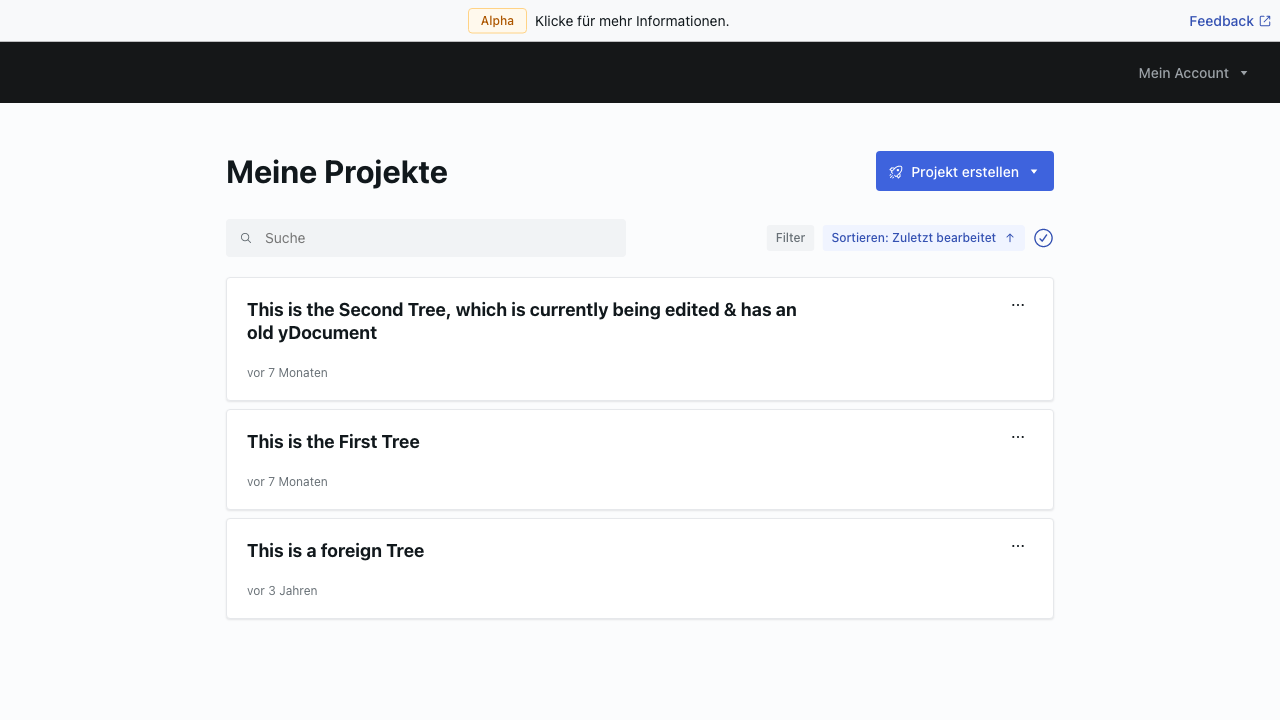 Alpha Klicke für mehr Informationen. Feedback
Mein Account
Meine Projekte
Projekt erstellen
Suche
Filter
Sortieren: Zuletzt bearbeitet
This is the Second Tree, which is currently being edited & has an
old yDocument
vor 7 Monaten
This is the First Tree
vor 7 Monaten
This is a foreign Tree
vor 3 Jahren